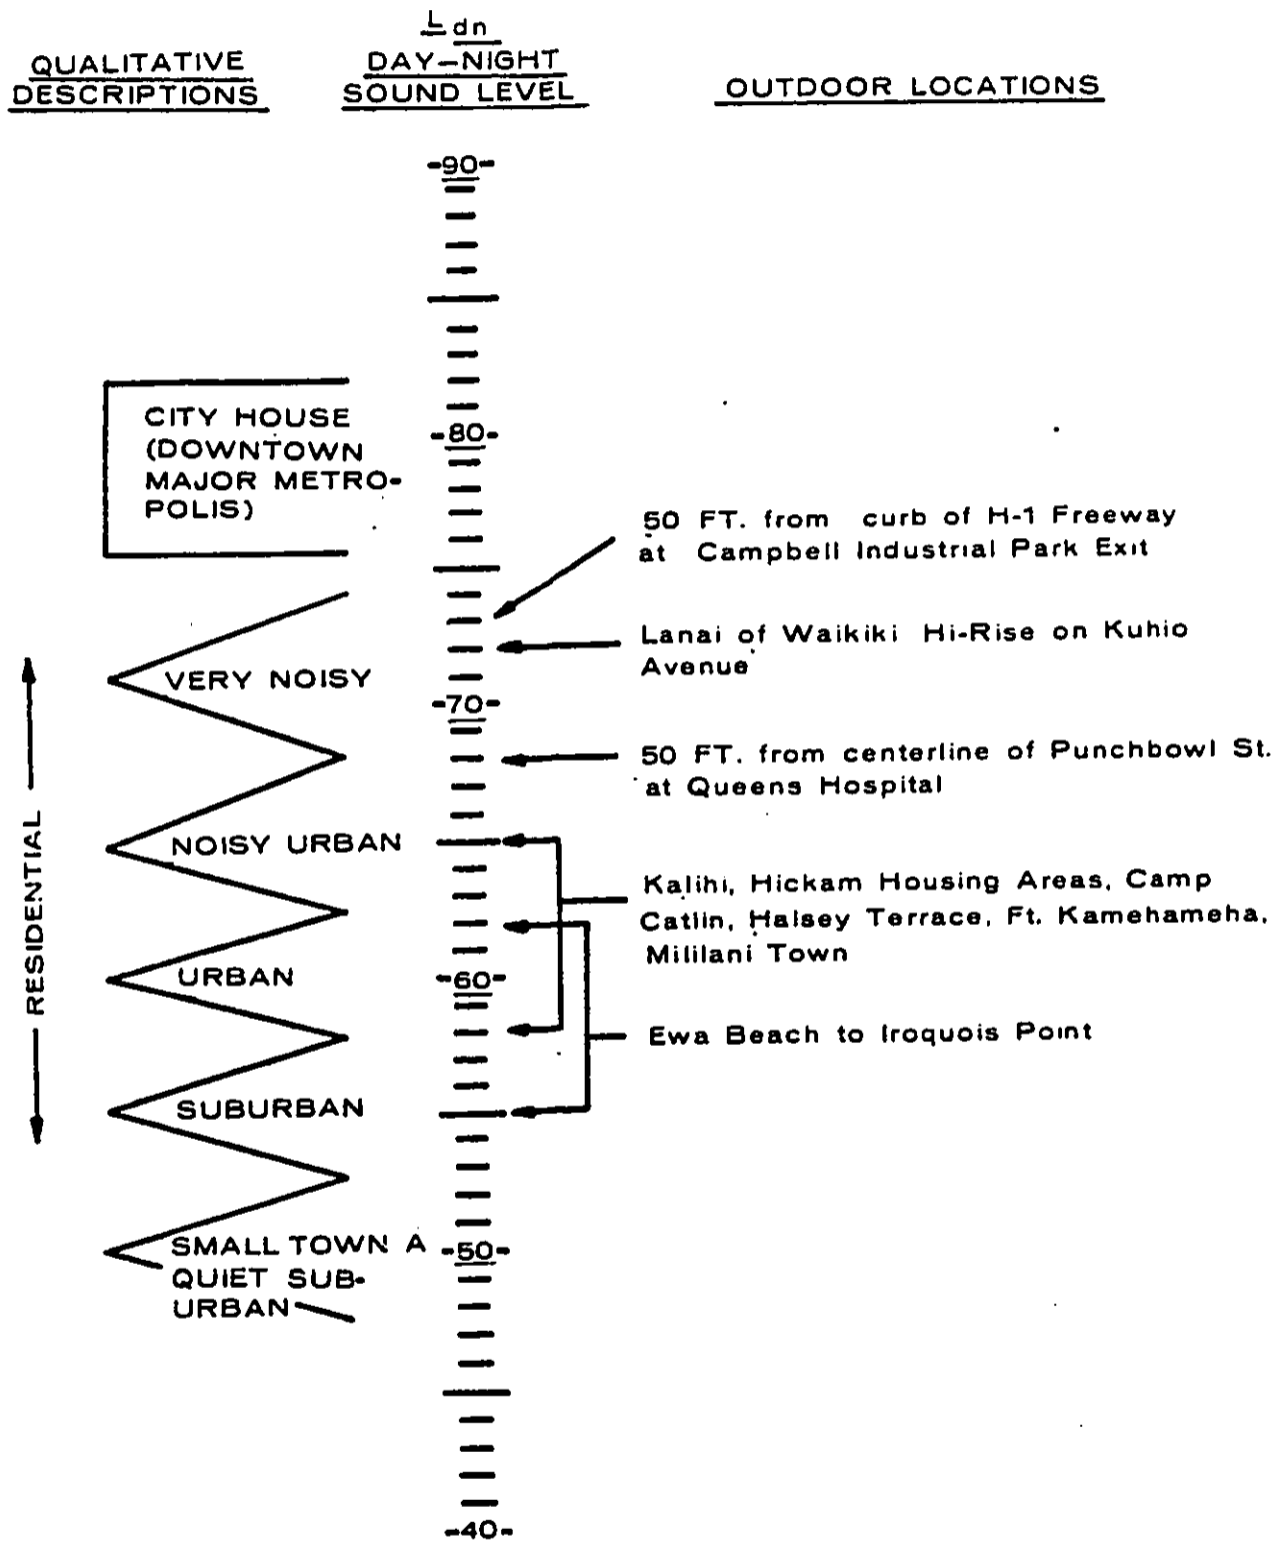 QUALITATIVE
DESCRIPTIONS
Ldn
DAY-NIGHT
SOUND LEVEL
OUTDOOR LOCATIONS
-90-
CITY HOUSE
(DOWNTOWN
MAJOR METRO-
POLIS)
-80-
50 FT. from curb of H-1 Freeway
at Campbell Industrial Park Exit
Lanai of Waikiki Hi-Rise on Kuhio
Avenue
VERY NOISY
-70-
50 FT. from centerline of Punchbowl St.
at Queens Hospital
RESIDENTIAL
NOISY URBAN
Kalihi, Hickam Housing Areas, Camp
Catlin, Halsey Terrace, Ft. Kamehameha,
Mililani Town
URBAN
-60-
Ewa Beach to Iroquois Point
SUBURBAN
SMALL TOWN A
QUIET SUB-
URBAN
-50-
-40-